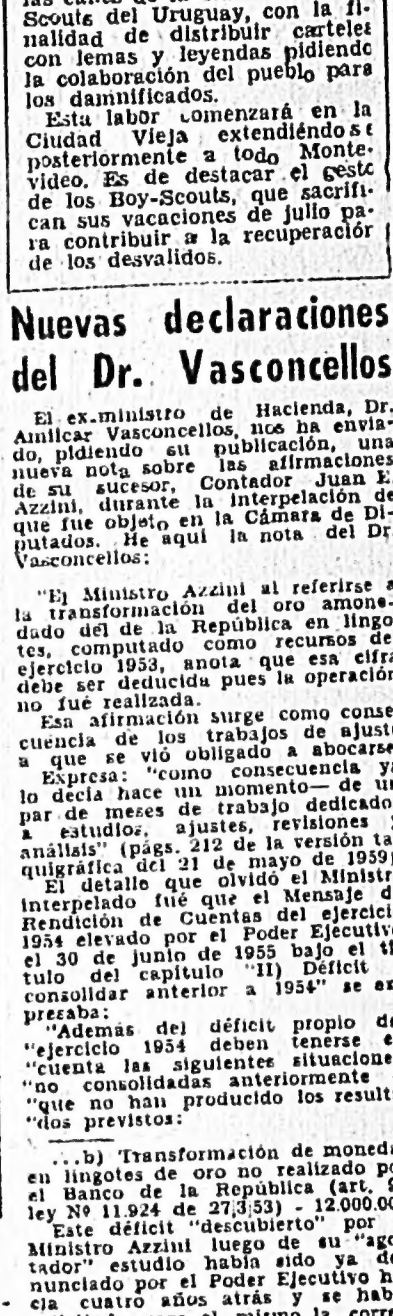 Scouts del Uruguay, con la fi-
nalidad de distribuir carteles
con lemas y leyendas pidiendo
la colaboración del pueblo para
los damnificados.
Esta labor comenzará en la
Ciudad Vieja extendiéndose
posteriormente a todo Monte-
video. Es de destacar el gesto
de los Boy-Scouts, que sacrifi-
can sus vacaciones de julio pa-
ra contribuir a la recuperación
de los desvalidos.
Nuevas declaraciones
del Dr. Vasconcellos
El ex-ministro de Hacienda, Dr.
Amilcar Vasconcellos, nos ha envia-
do, pidiendo su publicación, una
nueva nota sobre las afirmaciones
de su sucesor, Contador Juan E.
Azzini, durante la interpelación de
que fue objeto en la Cámara de Di-
putados. He aquí la nota del Dr.
Vasconcellos:
"El Ministro Azzini al referirse a
la transformación del oro amone-
dado del de la República en lingo-
tes, computado como recursos de
ejercicio 1953, anota que esa cifra
debe ser deducida pues la operación
no fué realizada.
Esa afirmación surge como conse-
cuencia de los trabajos de ajuste
a que se vió obligado a abocarse
Expresa: "como consecuencia ya
lo decía hace un momento— de un
par de meses de trabajo dedicado
a estudios, ajustes, revisiones
análisis" (págs. 212 de la versión ta-
quigráfica del 21 de mayo de 1959)
El detalle que olvidó el Ministr
interpelado fué que el Mensaje d
Rendición de Cuentas del ejercici
1954 elevado por el Poder Ejecutiv
el 30 de junio de 1955 bajo el tí
tulo del capítulo "II) Déficit
consolidar anterior a 1954" se ex
presaba:
"Además del déficit propio de
"ejercicio 1954 deben tenerse e
"cuenta las siguientes situacione
"no consolidadas anteriormente
"que no han producido los result
"dos previstos:
...b) Transformación de moneda
en lingotes de oro no realizado po
el Banco de la República (art. 9
ley Nº 11.924 de 27|3|53) - 12.000.00
Este déficit "descubierto" por
Ministro Azzini luego de su "ago
tador" estudio había sido ya de
nunciado por el Poder Ejecutivo h
cia cuatro años atrás y se hab